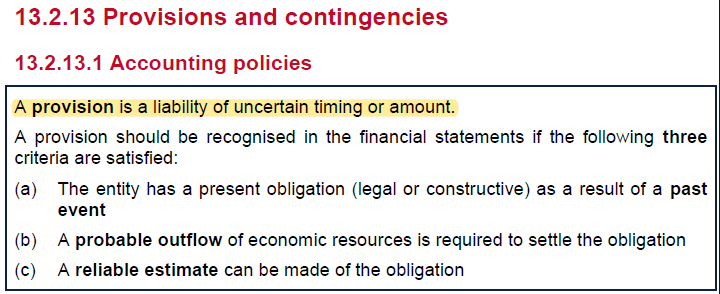 13.2.13 Provisions and contingencies
13.2.13.1 Accounting policies
A provision is a liability of uncertain timing or amount.
A provision should be recognised in the financial statements if the following three
criteria are satisfied:
(a) The entity has a present obligation (legal or constructive) as a result of a past
event
(b) A probable outflow of economic resources is required to settle the obligation
(c) A reliable estimate can be made of the obligation